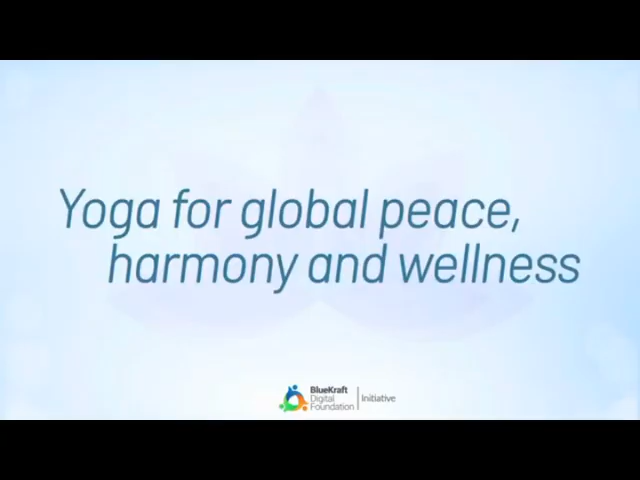 Yoga for global peace,
harmony and wellness
BlueKraft
Digital
Foundation
Initiative